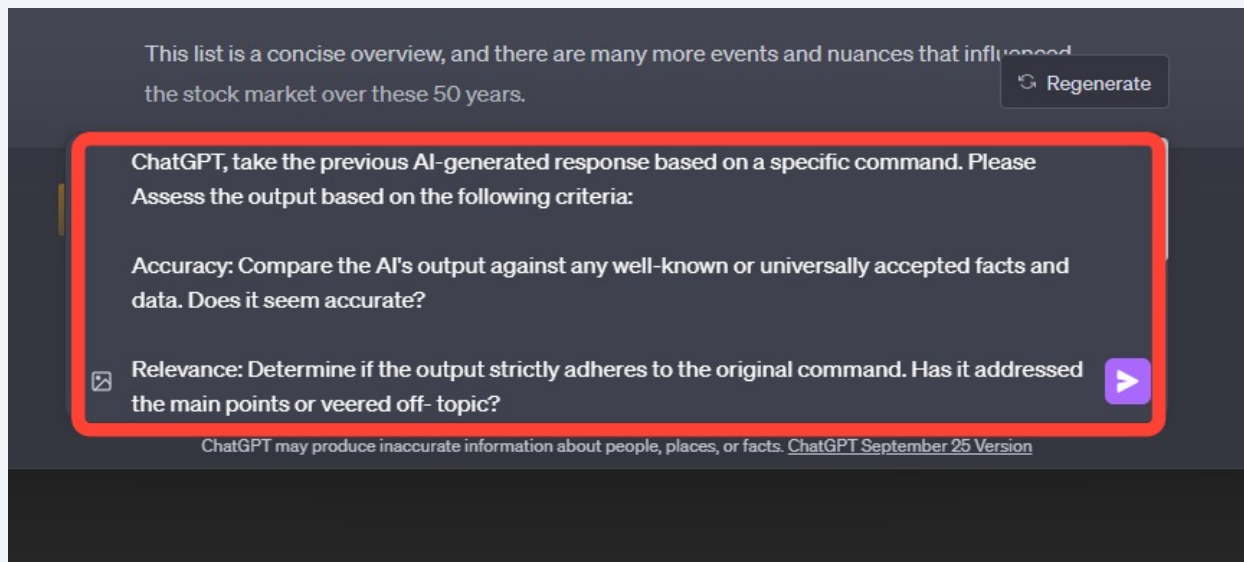 This list is a concise overview, and there are many more events and nuances that influenced
the stock market over these 50 years.
Regenerate
ChatGPT, take the previous AI-generated response based on a specific command. Please
Assess the output based on the following criteria:
Accuracy: Compare the AI's output against any well-known or universally accepted facts and
data. Does it seem accurate?
Relevance: Determine if the output strictly adheres to the original command. Has it addressed
the main points or veered off- topic?
ChatGPT may produce inaccurate information about people, places, or facts. ChatGPT September 25 Version